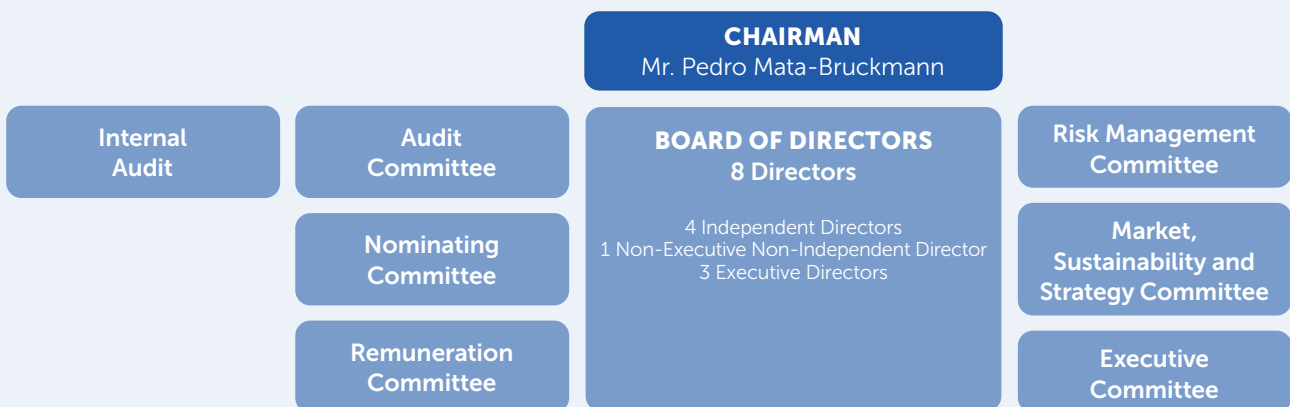 CHAIRMAN
Mr. Pedro Mata-Bruckmann
Internal
Audit
Audit
Committee
Nominating
Committee
Remuneration
Committee
BOARD OF DIRECTORS
8 Directors
4 Independent Directors
1 Non-Executive Non-Independent Director
3 Executive Directors
Risk Management
Committee
Market,
Sustainability and
Strategy Committee
Executive
Committee